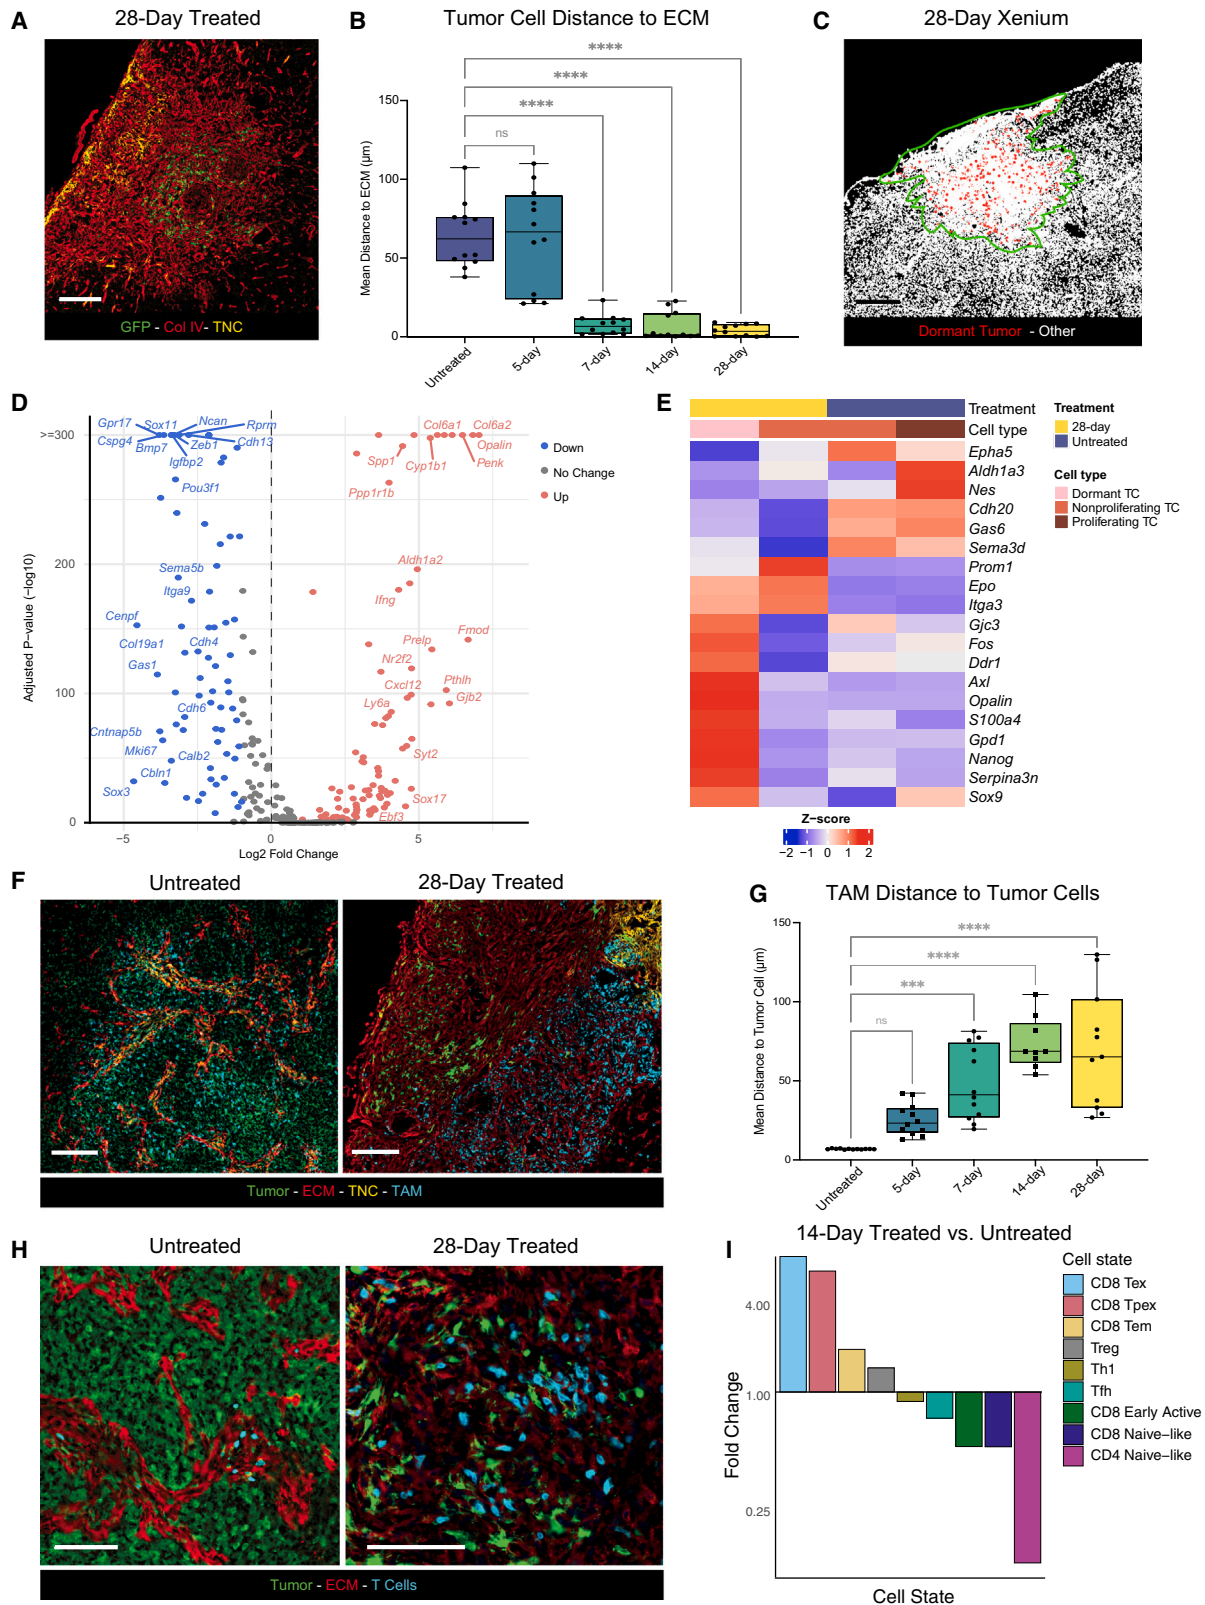 A
28-Day Treated
GFP - Col IV- TNC
B
Tumor Cell Distance to ECM
****
****
****
ns
150
100
50
0
Mean Distance to ECM (µm)
Untreated
5-day
7-day
14-day
28-day
C
28-Day Xenium
Dormant Tumor - Other
D
Gpr17
Sox11
Ncan
Rprm
Cspg4
Bmp7
Zeb1
Cdh13
Igfbp2
Pou3f1
Sema5b
Itga9
Cenpf
Col19a1
Cdh4
Gas1
Cdh6
Cntnap5b
Mki67
Calb2
Cbln1
Sox3
Col6a1
Col6a2
Opalin
Spp1
Cyp1b1
Penk
Ppp1r1b
Aldh1a2
Ifng
Fmod
Prelp
Nr2f2
Cxcl12
Pthlh
Gjb2
Ly6a
Syt2
Sox17
Ebf3
>=300
200
100
0
Adjusted P−value (−log10)
−5
0
5
Log2 Fold Change
Down
No Change
Up
E
Treatment
Cell type
Epha5
Aldh1a3
Nes
Cdh20
Gas6
Sema3d
Prom1
Epo
Itga3
Gjc3
Fos
Ddr1
Axl
Opalin
S100a4
Gpd1
Nanog
Serpina3n
Sox9
Treatment
28-day
Untreated
Cell type
Dormant TC
Nonproliferating TC
Proliferating TC
Z−score
−2 −1 0 1 2
F
Untreated
28-Day Treated
Tumor - ECM - TNC - TAM
G
TAM Distance to Tumor Cells
****
****
***
ns
150
100
50
0
Mean Distance to Tumor Cell (µm)
Untreated
5-day
7-day
14-day
28-day
H
Untreated
28-Day Treated
Tumor - ECM - T Cells
I
14-Day Treated vs. Untreated
4.00
1.00
0.25
Fold Change
Cell State
Cell state
CD8 Tex
CD8 Tpex
CD8 Tem
Treg
Th1
Tfh
CD8 Early Active
CD8 Naive−like
CD4 Naive−like